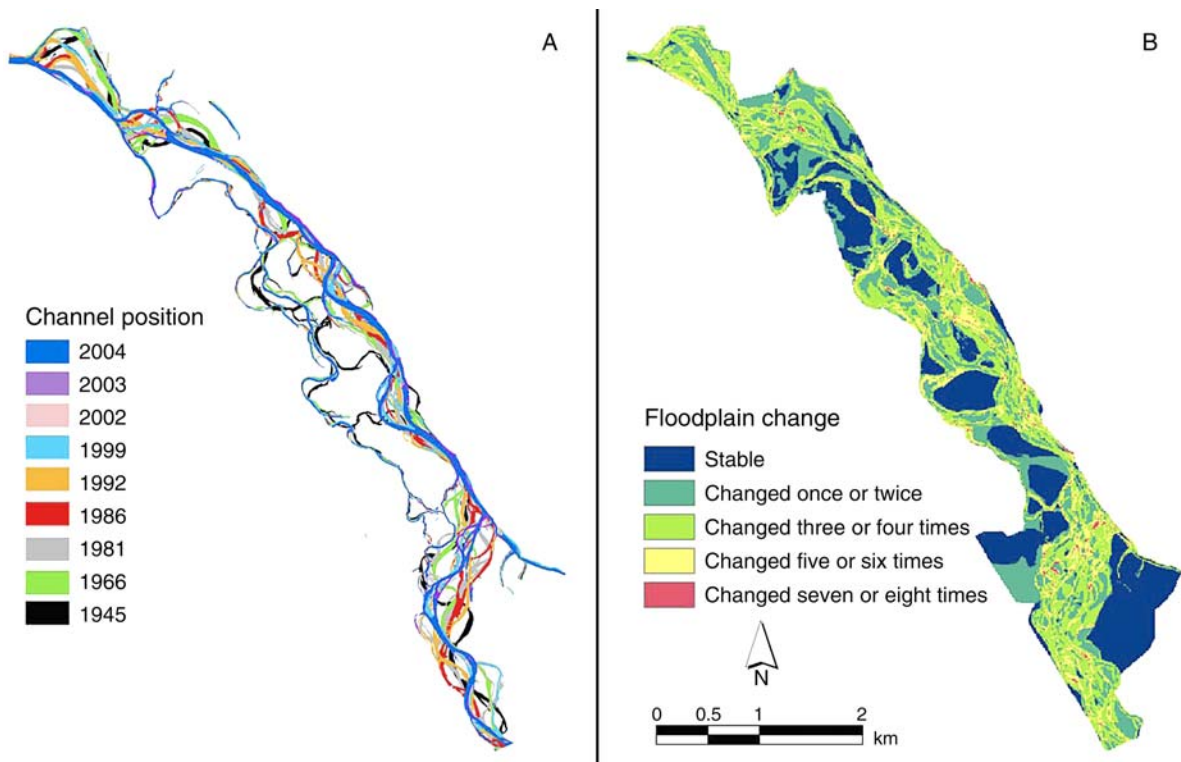 A
Channel position
2004
2003
2002
1999
1992
1986
1981
1966
1945
B
Floodplain change
Stable
Changed once or twice
Changed three or four times
Changed five or six times
Changed seven or eight times
N
0 0.5 1 2
km